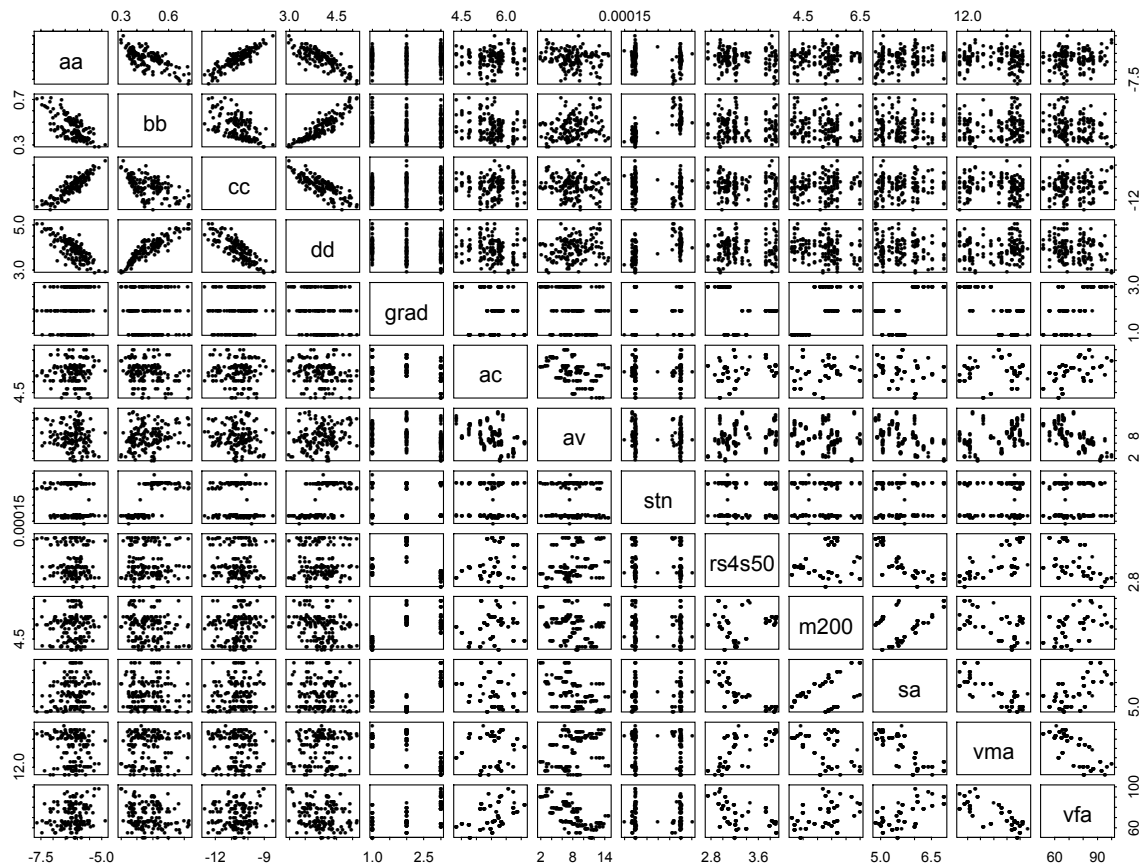 0.3 0.6 3.0 4.5 4.5 6.0 0.00015 4.5 6.5 12.0
aa -7.5
0.7 0.3 bb
cc -12
5.0 3.0 dd
grad 3.0 1.0
4.5 ac
av 8 2
0.00015 stn
rs4s50 2.8
4.5 m200
sa 5.0
12.0 vma
vfa 100 60
-7.5 -5.0 -12 -9 1.0 2.5 2 8 14 2.8 3.6 5.0 6.5 60 90